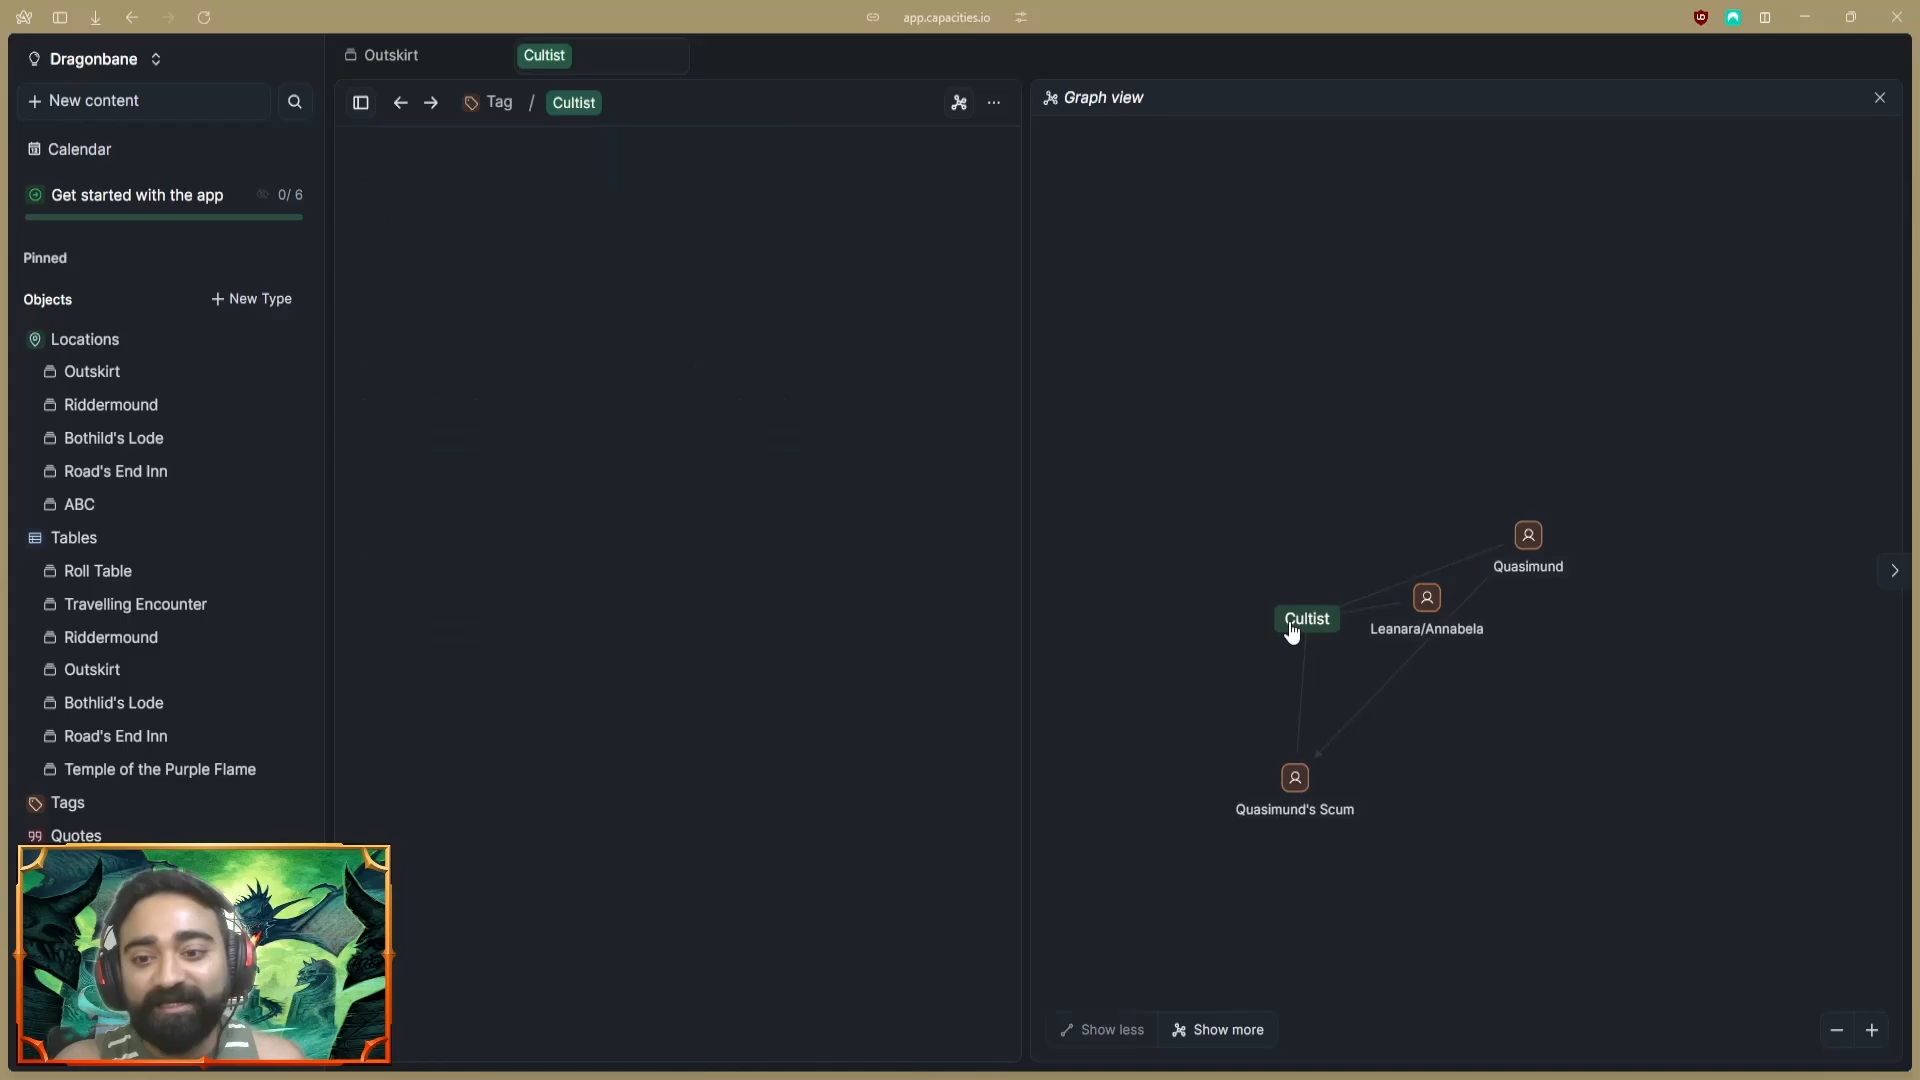 app.capacities.io
Dragonbane
Outskirt
Cultist
New content
Tag / Cultist
Graph view
Calendar
Get started with the app 0/ 6
Pinned
Objects
New Type
Locations
Outskirt
Riddermound
Bothild's Lode
Road's End Inn
ABC
Tables
Roll Table
Travelling Encounter
Riddermound
Outskirt
Bothlid's Lode
Road's End Inn
Temple of the Purple Flame
Tags
Quotes
Quasimund
Cultist
Leanara/Annabela
Quasimund's Scum
Show less
Show more